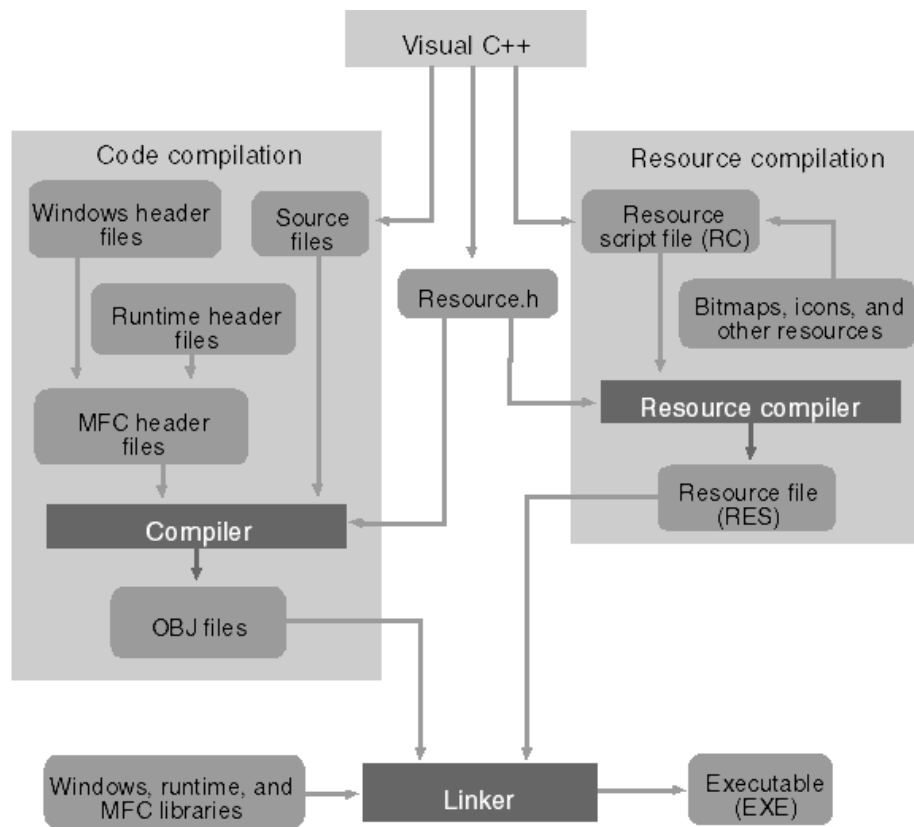 Visual C++
Code compilation
Windows header
files
Source
files
Runtime header
files
MFC header
files
Compiler
OBJ files
Resource.h
Resource compilation
Resource
script file (RC)
Bitmaps, icons, and
other resources
Resource compiler
Resource file
(RES)
Windows, runtime, and
MFC libraries
Linker
Executable
(EXE)